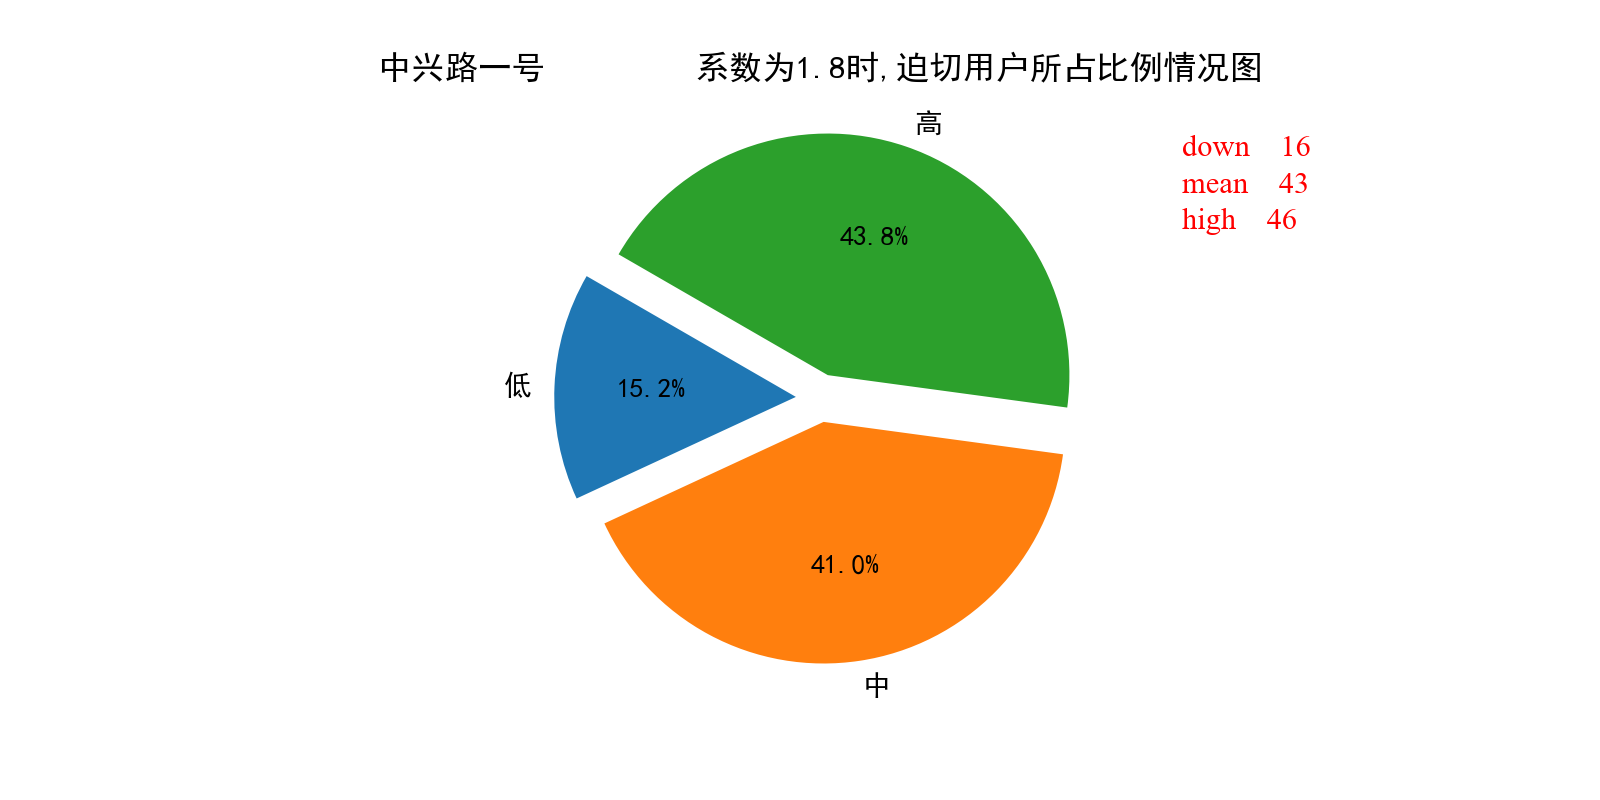 中兴路一号 系数为1.8时,迫切用户所占比例情况图
高
down 16
mean 43
high 46
43.8%
低
15.2%
41.0%
中